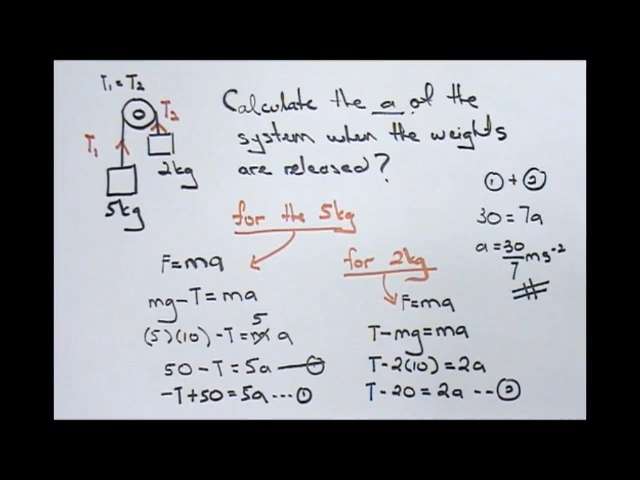 T₁ = T₂
T₁
T₂
2kg
5kg
Calculate the a of the
system when the weights
are released?
for the 5kg
F=ma
mg-T=ma
(5)(10)-T=m a
5
50-T=5a ①
-T+50=5a ---①
for 2kg
F=ma
T-mg=ma
T-2(10)=2a
T-20=2a --②
①+②
30=7a
a=30/7 ms⁻²